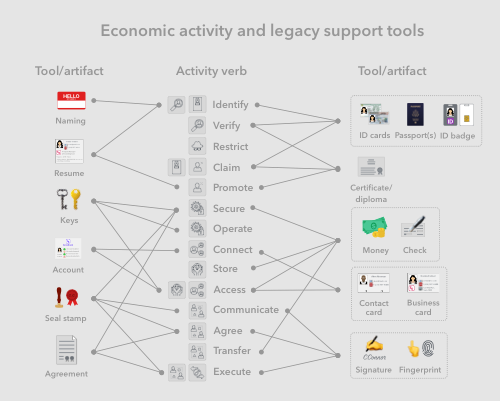 Economic activity and legacy support tools
Tool/artifact
Activity verb
Tool/artifact
HELLO
Naming
Resume
Keys
Account
Seal stamp
Agreement
Identify
Verify
Restrict
Claim
Promote
Secure
Operate
Connect
Store
Access
Communicate
Agree
Transfer
Execute
ID cards
Passport(s)
ID
ID badge
Certificate/
diploma
Money
Check
Contact
card
Business
card
COnnor
Signature
Fingerprint